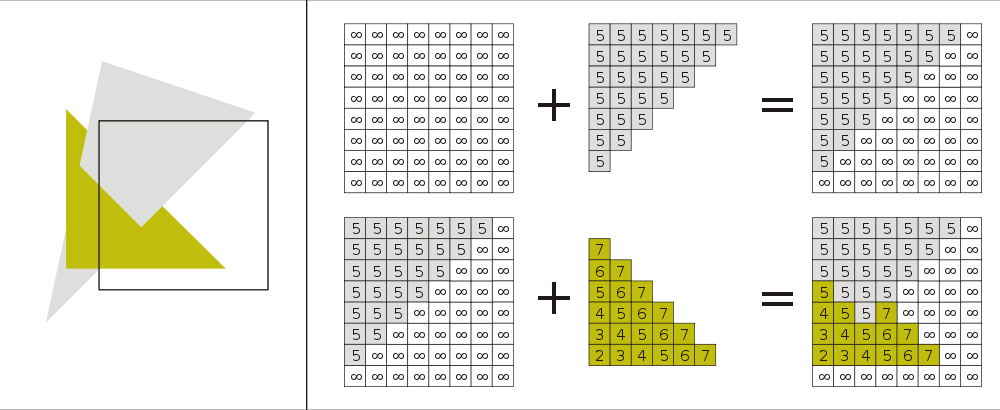 ∞ ∞ ∞ ∞ ∞ ∞ ∞ ∞
∞ ∞ ∞ ∞ ∞ ∞ ∞ ∞
∞ ∞ ∞ ∞ ∞ ∞ ∞ ∞
∞ ∞ ∞ ∞ ∞ ∞ ∞ ∞
∞ ∞ ∞ ∞ ∞ ∞ ∞ ∞
∞ ∞ ∞ ∞ ∞ ∞ ∞ ∞
∞ ∞ ∞ ∞ ∞ ∞ ∞ ∞
∞ ∞ ∞ ∞ ∞ ∞ ∞ ∞
+
5 5 5 5 5 5 5
5 5 5 5 5 5
5 5 5 5 5
5 5 5 5
5 5 5
5 5
5
=
5 5 5 5 5 5 5 ∞
5 5 5 5 5 5 ∞ ∞
5 5 5 5 5 ∞ ∞ ∞
5 5 5 5 ∞ ∞ ∞ ∞
5 5 5 ∞ ∞ ∞ ∞ ∞
5 5 ∞ ∞ ∞ ∞ ∞ ∞
5 ∞ ∞ ∞ ∞ ∞ ∞ ∞
∞ ∞ ∞ ∞ ∞ ∞ ∞ ∞
5 5 5 5 5 5 5 ∞
5 5 5 5 5 5 ∞ ∞
5 5 5 5 5 ∞ ∞ ∞
5 5 5 5 ∞ ∞ ∞ ∞
5 5 5 ∞ ∞ ∞ ∞ ∞
5 5 ∞ ∞ ∞ ∞ ∞ ∞
5 ∞ ∞ ∞ ∞ ∞ ∞ ∞
∞ ∞ ∞ ∞ ∞ ∞ ∞ ∞
+
7
6 7
5 6 7
4 5 6 7
3 4 5 6 7
2 3 4 5 6 7
=
5 5 5 5 5 5 5 ∞
5 5 5 5 5 5 ∞ ∞
5 5 5 5 5 ∞ ∞ ∞
5 5 5 5 ∞ ∞ ∞ ∞
4 5 5 7 ∞ ∞ ∞ ∞
3 4 5 6 7 ∞ ∞ ∞
2 3 4 5 6 7 ∞ ∞
∞ ∞ ∞ ∞ ∞ ∞ ∞ ∞